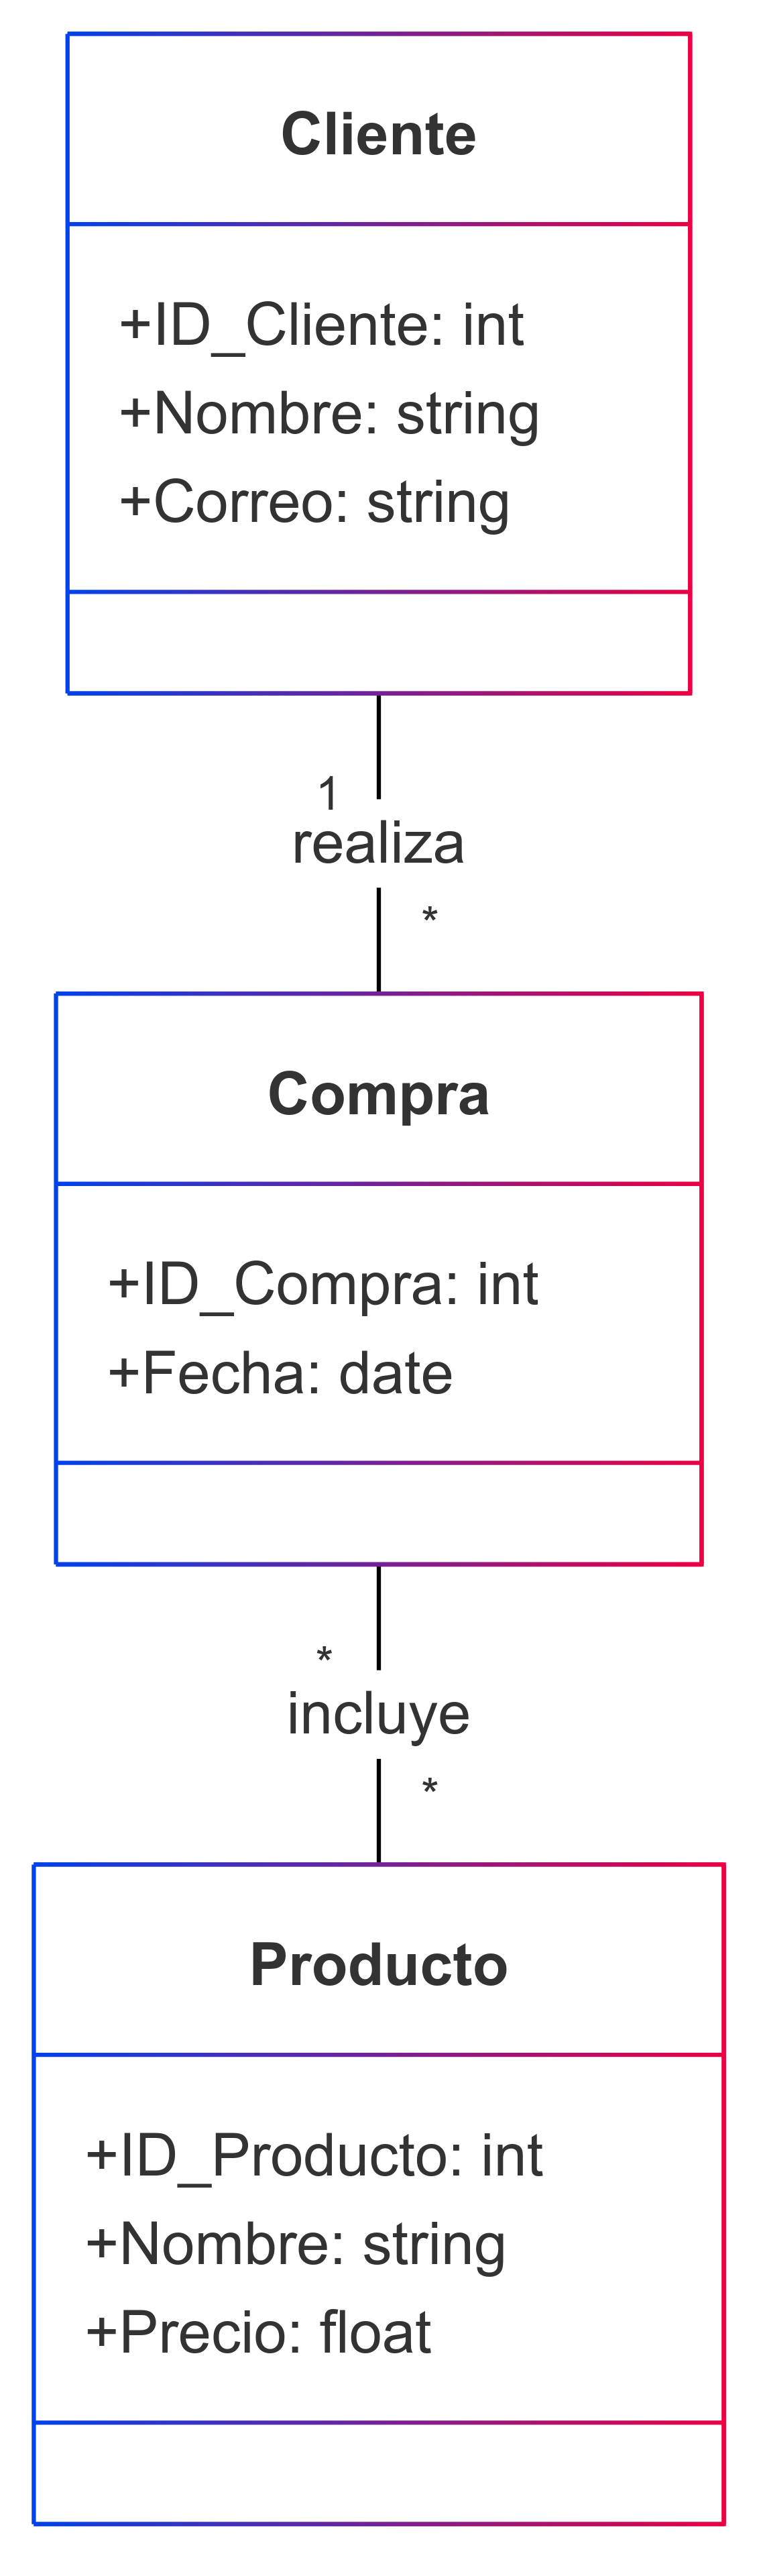 Cliente
+ID_Cliente: int
+Nombre: string
+Correo: string
1
realiza
*
Compra
+ID_Compra: int
+Fecha: date
*
incluye
*
Producto
+ID_Producto: int
+Nombre: string
+Precio: float